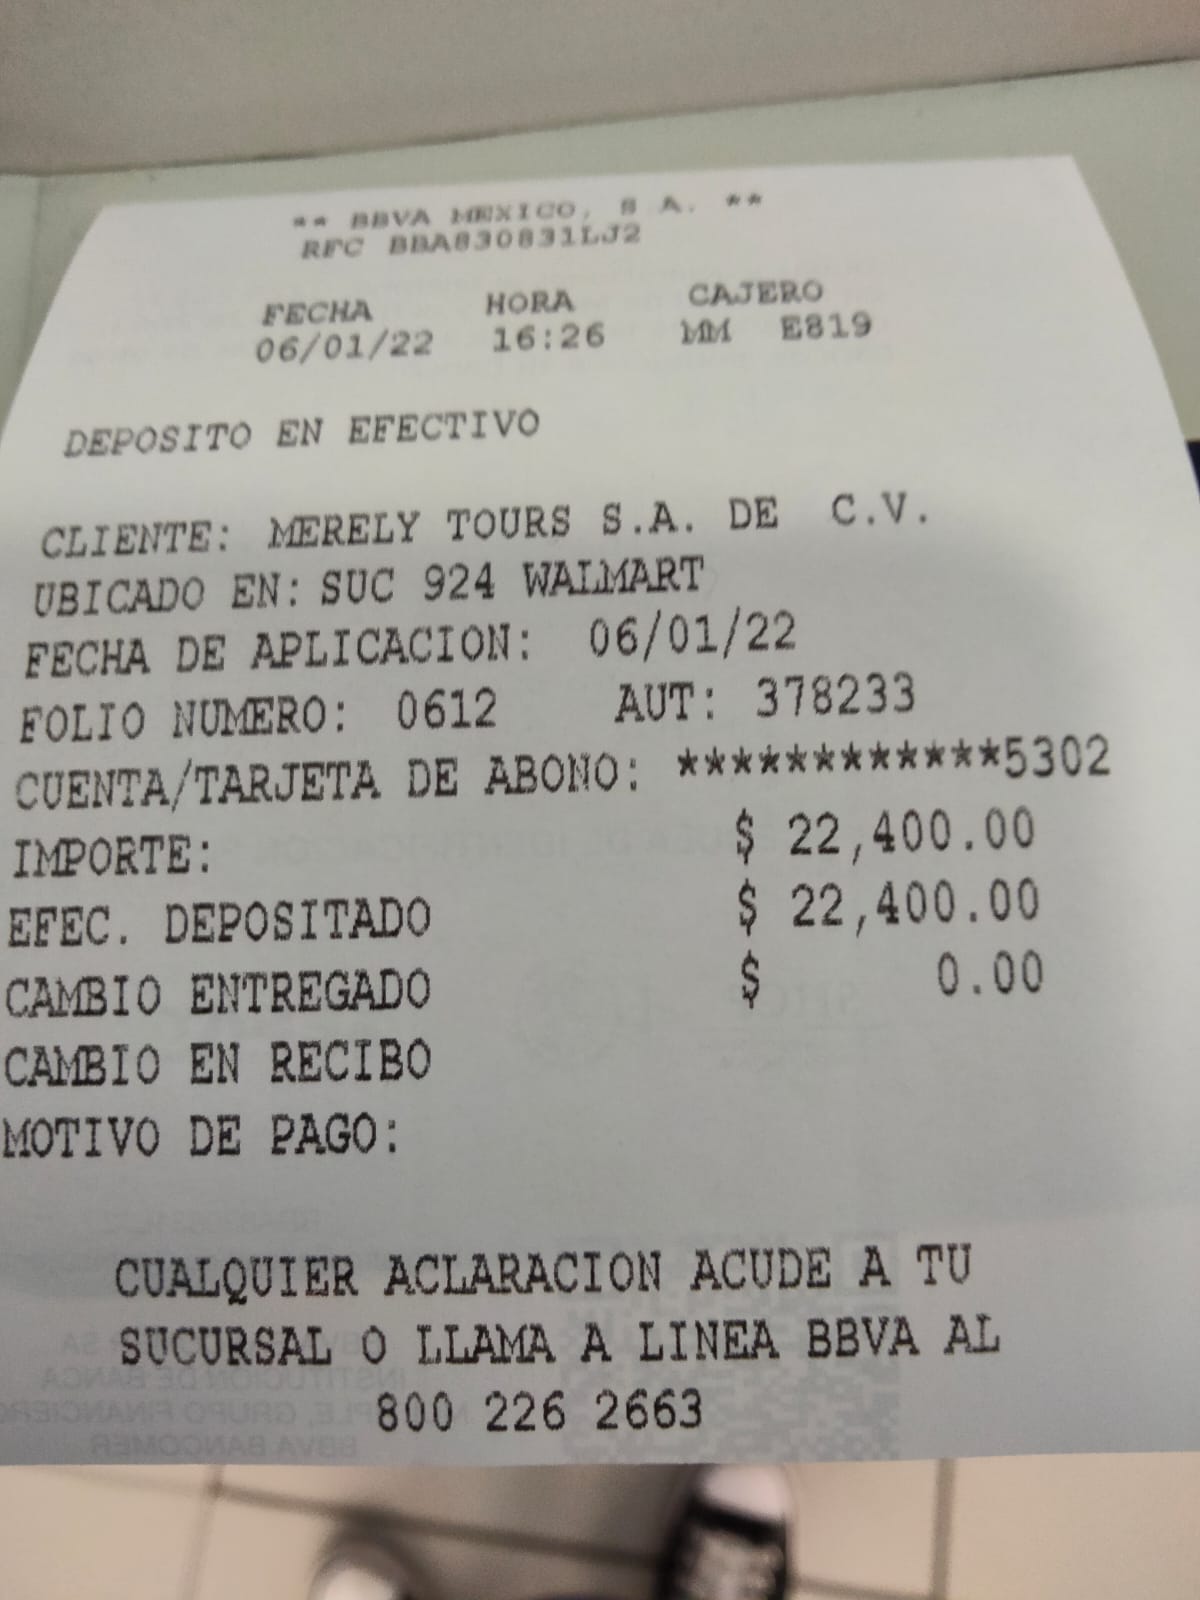 ** BBVA MEXICO, S A. **
RFC BBA830831LJ2
FECHA HORA CAJERO
06/01/22 16:26 MM E819
DEPOSITO EN EFECTIVO
CLIENTE: MERELY TOURS S.A. DE C.V.
UBICADO EN: SUC 924 WALMART
FECHA DE APLICACION: 06/01/22
FOLIO NUMERO: 0612 AUT: 378233
CUENTA/TARJETA DE ABONO: ************5302
IMPORTE: $ 22,400.00
EFEC. DEPOSITADO $ 22,400.00
CAMBIO ENTREGADO $ 0.00
CAMBIO EN RECIBO
MOTIVO DE PAGO:
CUALQUIER ACLARACION ACUDE A TU
SUCURSAL O LLAMA A LINEA BBVA AL
800 226 2663